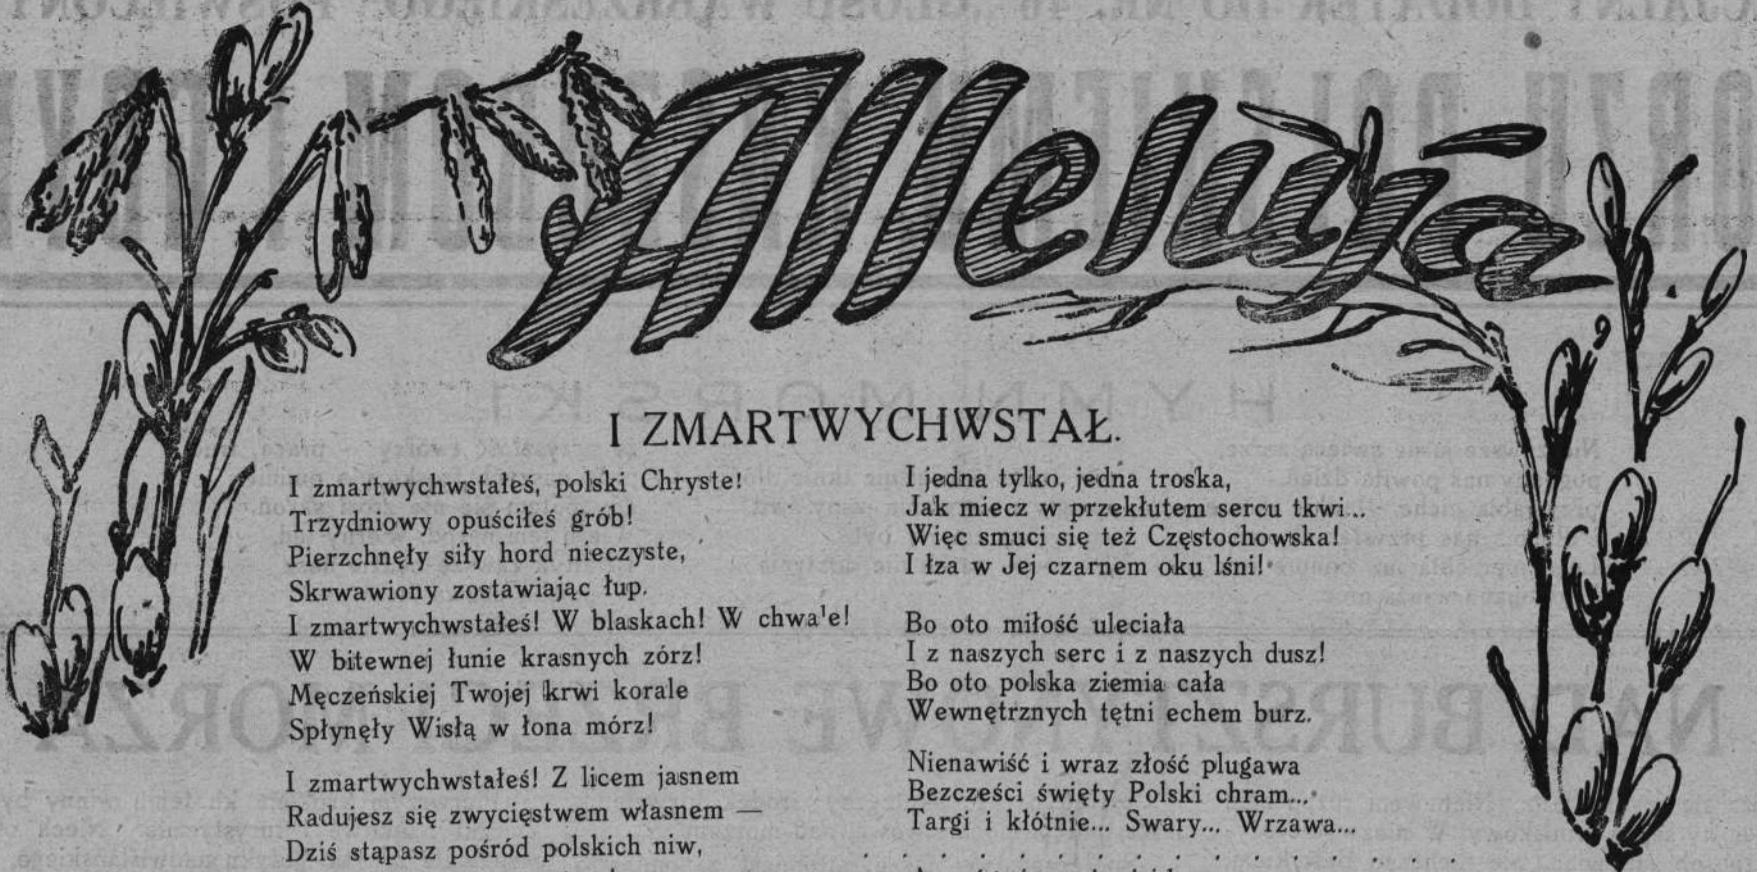 Alleluja
I ZMARTWYCHWSTAŁ.
I zmartwychwstałeś, polski Chryste!
Trzydniowy opuściłeś grób!
Pierzchnęły siły hord nieczyste,
Skrwawiony zostawiając łup.
I zmartwychwstałeś! W blaskach! W chwale!
W bitewnej łunie krasnych zórz!
Męczeńskiej Twojej krwi korale
Spłynęły Wisłą w łona mórz!
I zmartwychwstałeś! Z licem jasnem
Radujesz się zwycięstwem własnem —
Dziś stąpasz pośród polskich niw,
I jedna tylko, jedna troska,
Jak miecz w przekłutem sercu tkwi...
Więc smuci się też Częstochowska!
I łza w Jej czarnem oku lśni!
Bo oto miłość uleciała
I z naszych serc i z naszych dusz!
Bo oto polska ziemia cała
Wewnętrznych tętni echem burz.
Nienawiść i wraz złość plugawa
Bezcześci święty Polski chram...
Targi i kłótnie... Swary... Wrzawa...
. . . . . . . . . . . . . . . . . . . . .